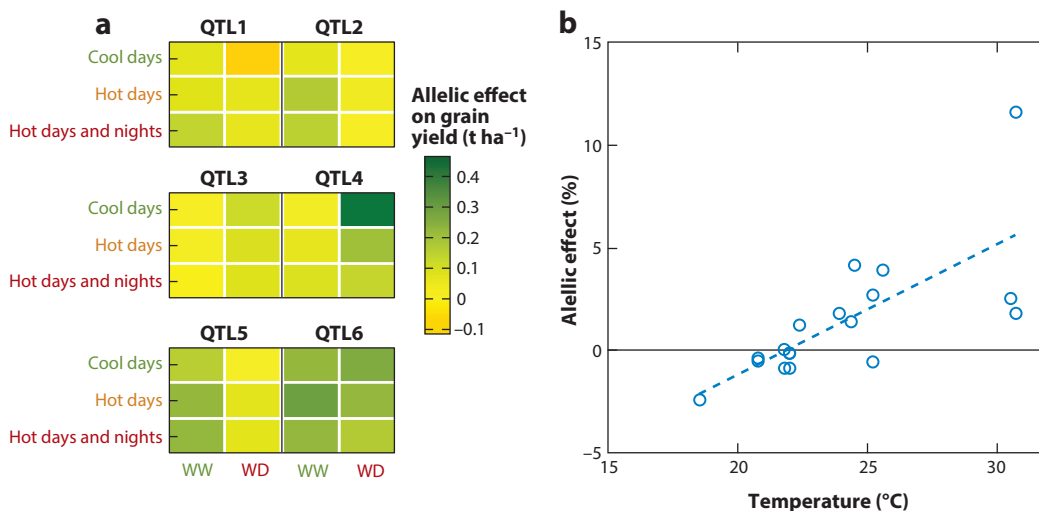 a
QTL1 QTL2
Cool days
Hot days
Hot days and nights
QTL3 QTL4
Cool days
Hot days
Hot days and nights
QTL5 QTL6
Cool days
Hot days
Hot days and nights
WW WD WW WD
Allelic effect
on grain
yield (t ha⁻¹)
0.4
0.3
0.2
0.1
0
−0.1
b
Alellic effect (%)
15
10
5
0
−5
15 20 25 30
Temperature (°C)